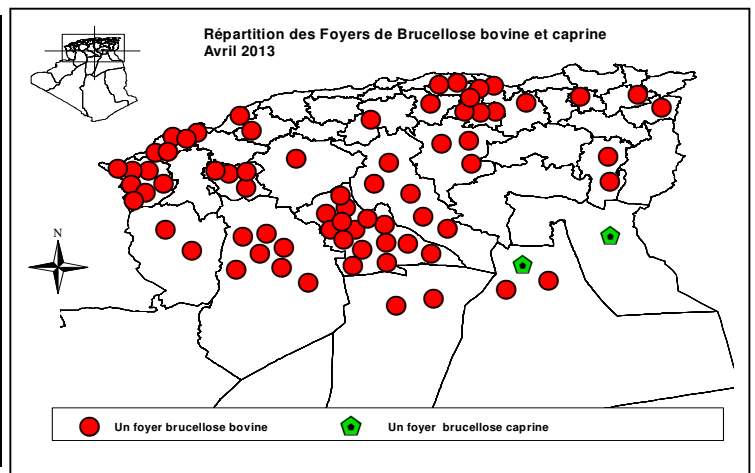 Répartition des Foyers de Brucellose bovine et caprine
Avril 2013
N
Un foyer brucellose bovine
Un foyer brucellose caprine